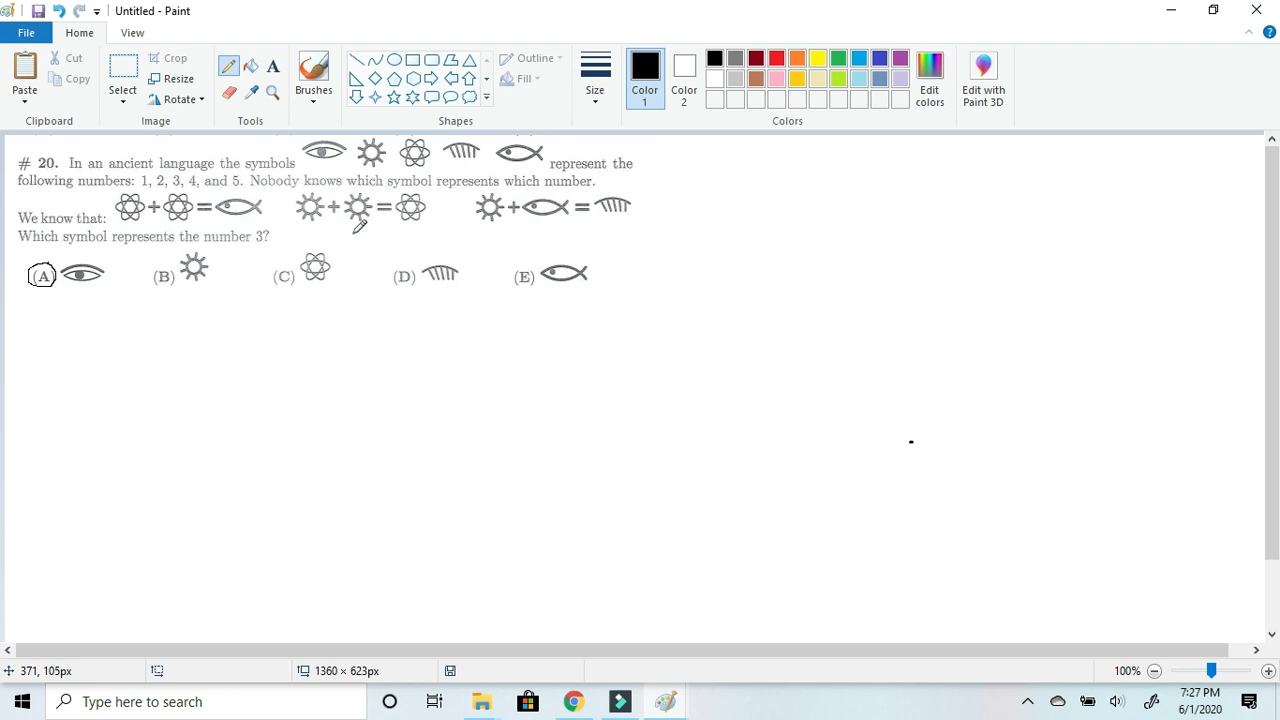 Untitled - Paint
File
Home
View
Paste
Cut
Copy
Clipboard
Select
Crop
Resize
Rotate
Image
A
Tools
Brushes
Shapes
Outline
Fill
Size
Color 1
Color 2
Colors
Edit colors
Edit with Paint 3D
# 20. In an ancient language the symbols represent the
following numbers: 1, 2, 3, 4, and 5. Nobody knows which symbol represents which number.
We know that: + = + = + =
Which symbol represents the number 3?
(A) (B) (C) (D) (E)
371, 105px
1360 × 623px
100%
Type here to search
7:27 PM
6/1/2020